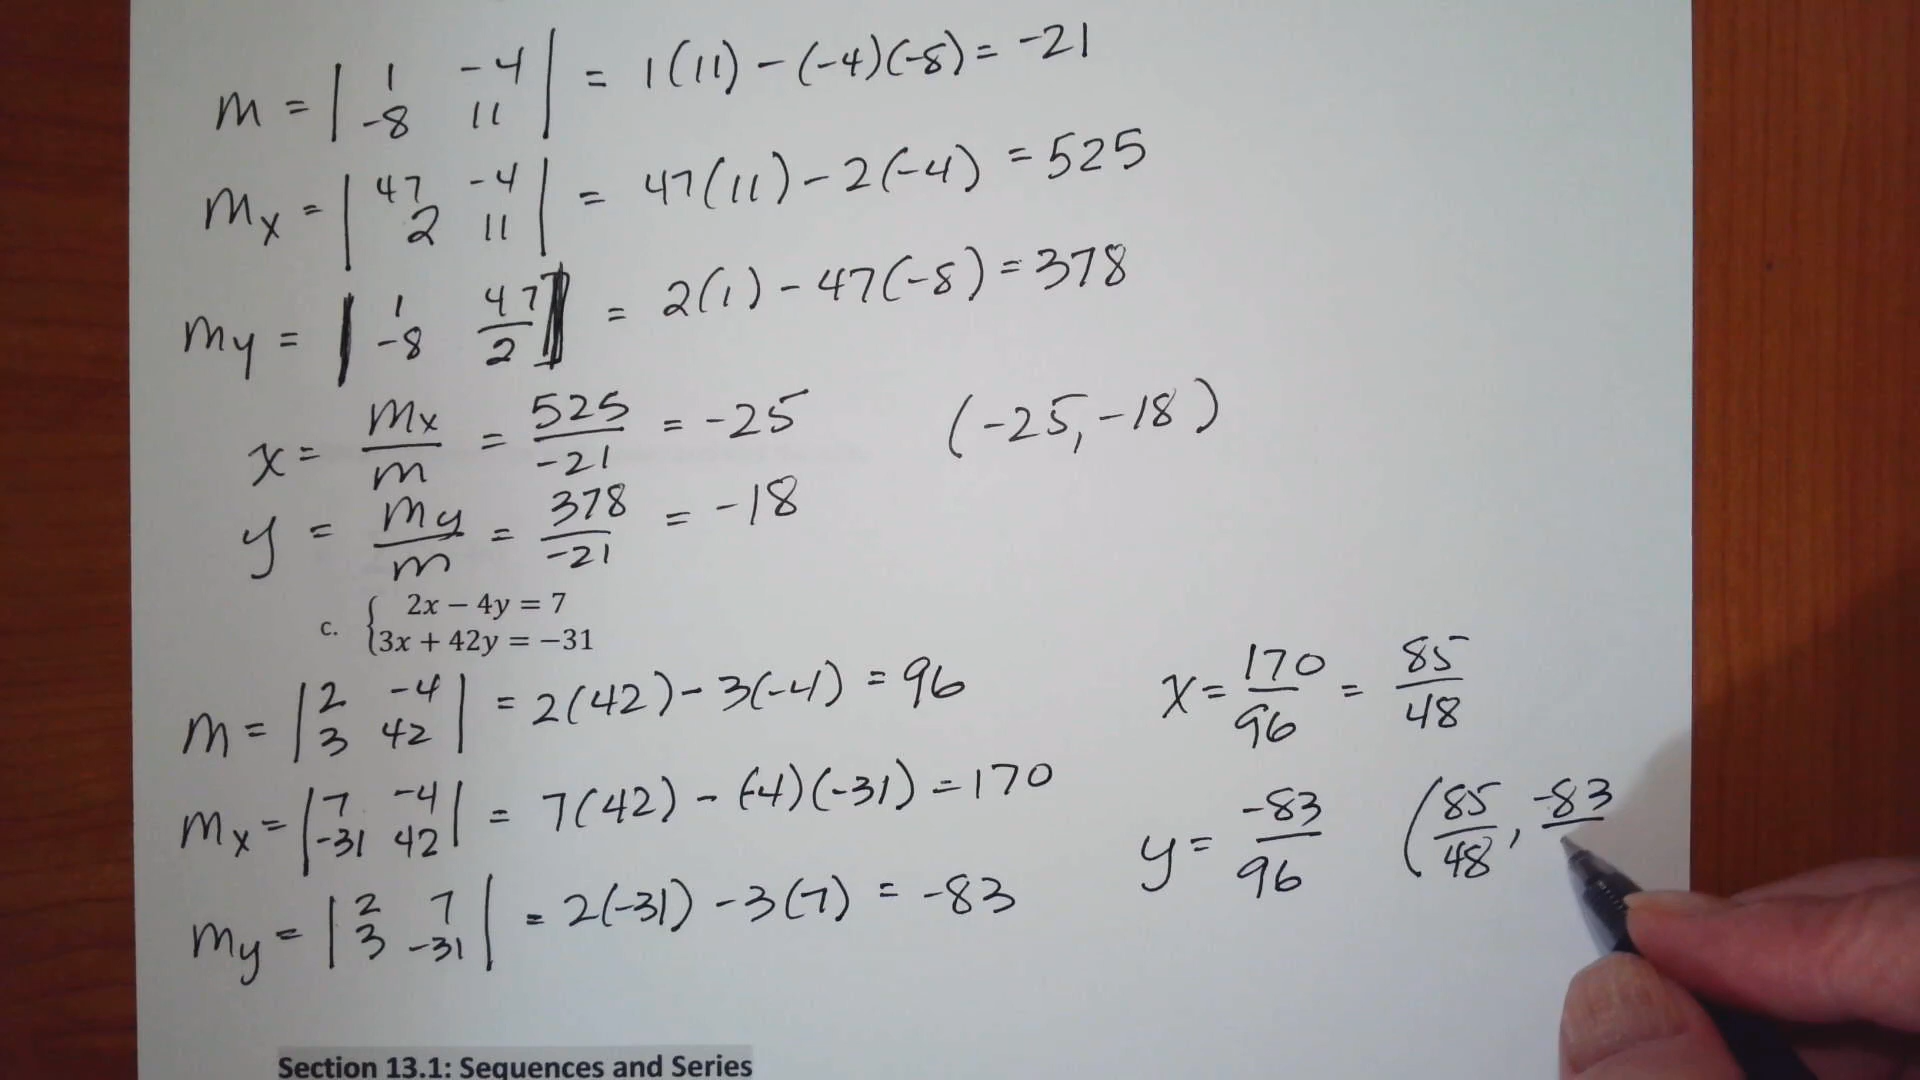 m = | 1 -4 | = 1(11) - (-4)(-8) = -21
-8 11
mx = | 47 -4 | = 47(11) - 2(-4) = 525
2 11
my = | 1 47 | = 2(1) - 47(-8) = 378
-8 2
x = mx/m = 525/-21 = -25 (-25, -18)
y = my/m = 378/-21 = -18
c. { 2x − 4y = 7
3x + 42y = −31
m = | 2 -4 | = 2(42) - 3(-4) = 96
3 42
mx = | 7 -4 | = 7(42) - (-4)(-31) = 170
-31 42
my = | 2 7 | = 2(-31) - 3(7) = -83
3 -31
x = 170/96 = 85/48
y = -83/96 (85/48, -83
Section 13.1: Sequences and Series